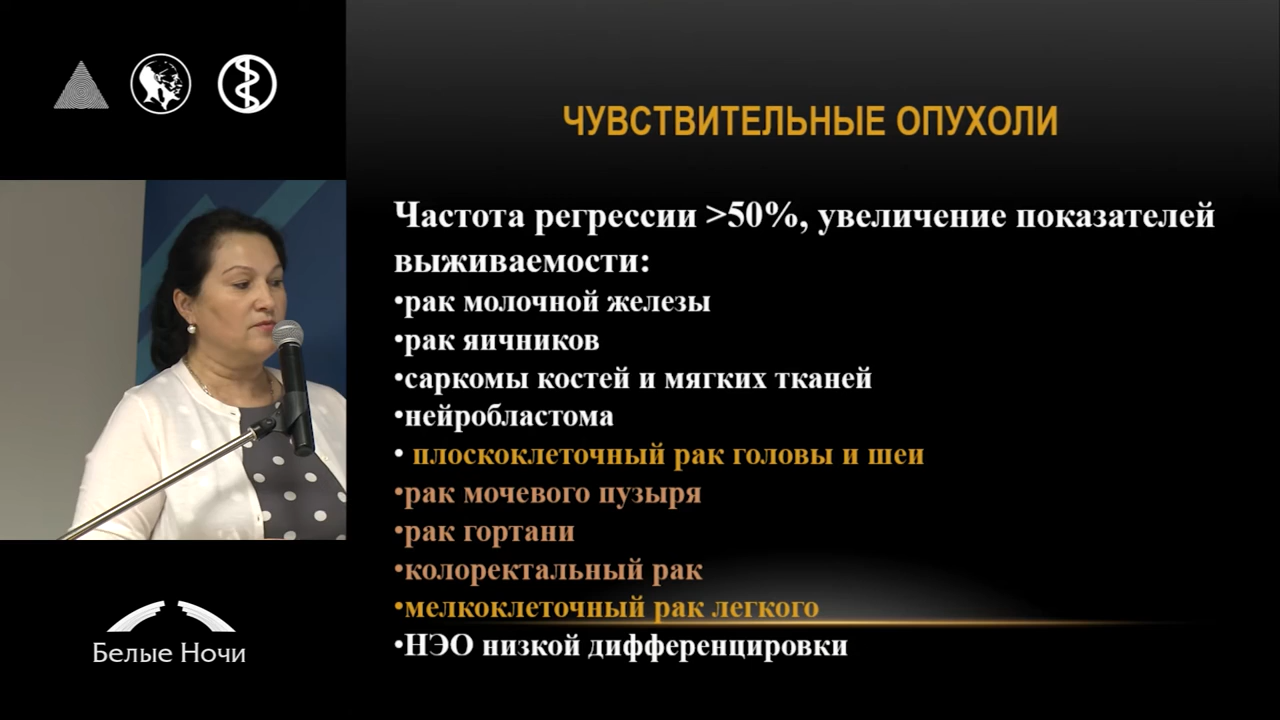 ЧУВСТВИТЕЛЬНЫЕ ОПУХОЛИ
Частота регрессии >50%, увеличение показателей
выживаемости:
•рак молочной железы
•рак яичников
•саркомы костей и мягких тканей
•нейробластома
• плоскоклеточный рак головы и шеи
•рак мочевого пузыря
•рак гортани
•колоректальный рак
•мелкоклеточный рак легкого
•НЭО низкой дифференцировки
Белые Ночи